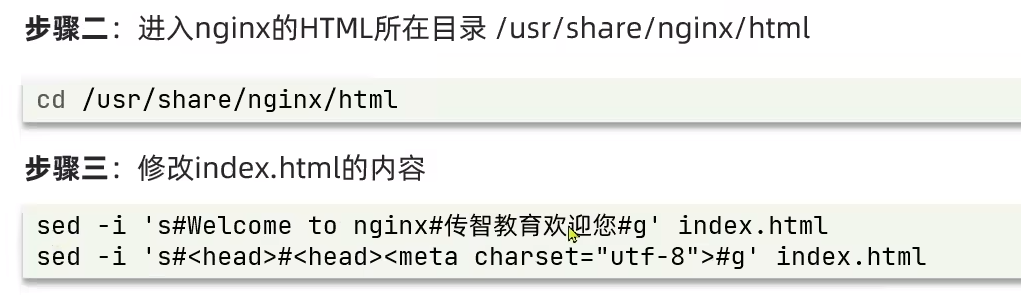 步骤二：进入nginx的HTML所在目录 /usr/share/nginx/html
cd /usr/share/nginx/html
步骤三：修改index.html的内容
sed -i 's#Welcome to nginx#传智教育欢迎您#g' index.html
sed -i 's#<head>#<head><meta charset="utf-8">#g' index.html